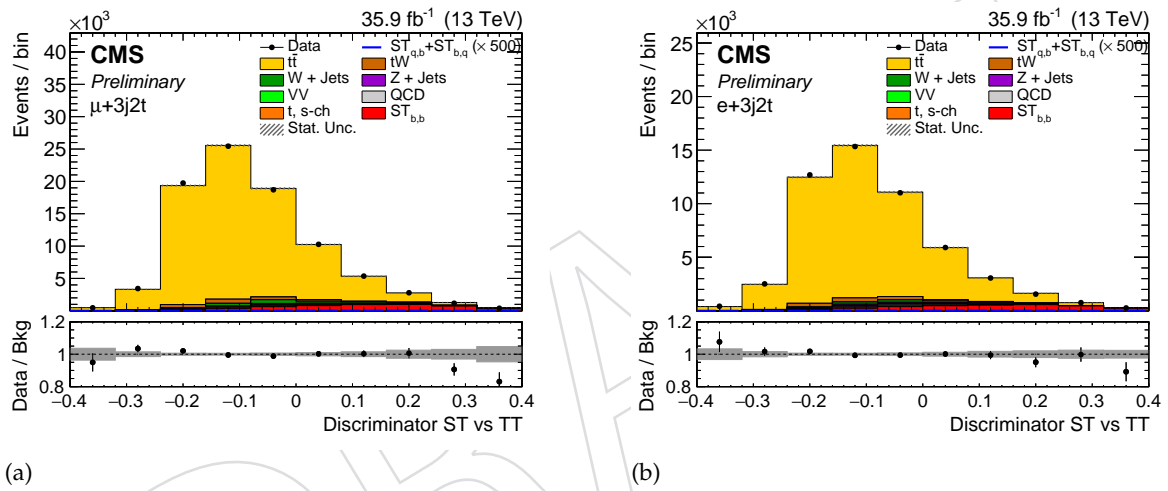 ×10³ 35.9 fb⁻¹ (13 TeV)
CMS
Preliminary
μ+3j2t
Data ST_{q,b}+ST_{b,q} (× 500)
tt̄ tW
W + Jets Z + Jets
VV QCD
t, s-ch ST_{b,b}
Stat. Unc.
Events / bin
40
35
30
25
20
15
10
5
Data / Bkg
1.2
1
0.8
−0.4 −0.3 −0.2 −0.1 0 0.1 0.2 0.3 0.4
Discriminator ST vs TT
(a)
×10³ 35.9 fb⁻¹ (13 TeV)
CMS
Preliminary
e+3j2t
Data ST_{q,b}+ST_{b,q} (× 500)
tt̄ tW
W + Jets Z + Jets
VV QCD
t, s-ch ST_{b,b}
Stat. Unc.
Events / bin
25
20
15
10
5
Data / Bkg
1.2
1
0.8
−0.4 −0.3 −0.2 −0.1 0 0.1 0.2 0.3 0.4
Discriminator ST vs TT
(b)